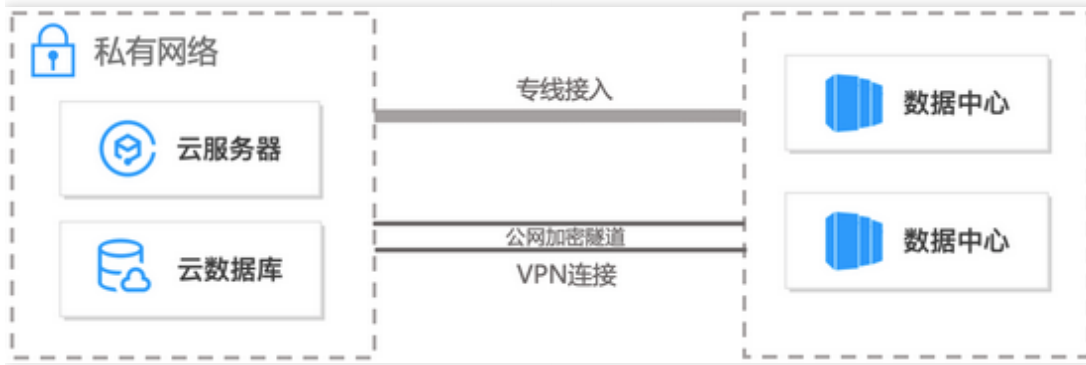 私有网络
云服务器
云数据库
专线接入
公网加密隧道
VPN连接
数据中心
数据中心